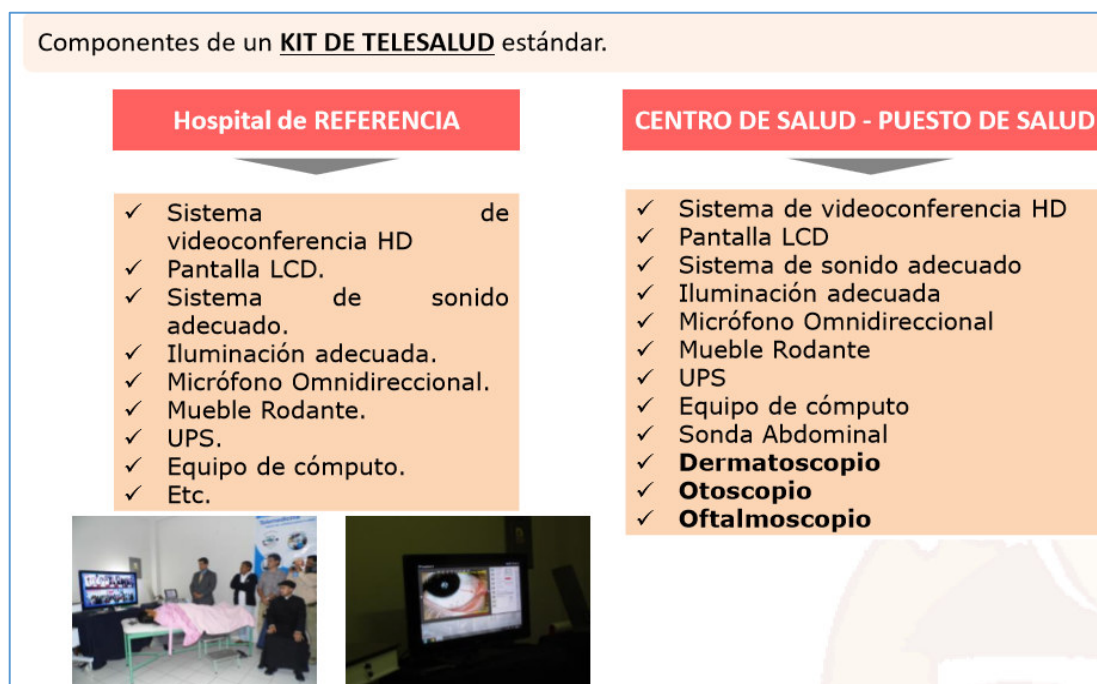 Componentes de un KIT DE TELESALUD estándar.
Hospital de REFERENCIA
✓ Sistema de
videoconferencia HD
✓ Pantalla LCD.
✓ Sistema de sonido
adecuado.
✓ Iluminación adecuada.
✓ Micrófono Omnidireccional.
✓ Mueble Rodante.
✓ UPS.
✓ Equipo de cómputo.
✓ Etc.
CENTRO DE SALUD - PUESTO DE SALUD
✓ Sistema de videoconferencia HD
✓ Pantalla LCD
✓ Sistema de sonido adecuado
✓ Iluminación adecuada
✓ Micrófono Omnidireccional
✓ Mueble Rodante
✓ UPS
✓ Equipo de cómputo
✓ Sonda Abdominal
✓ Dermatoscopio
✓ Otoscopio
✓ Oftalmoscopio